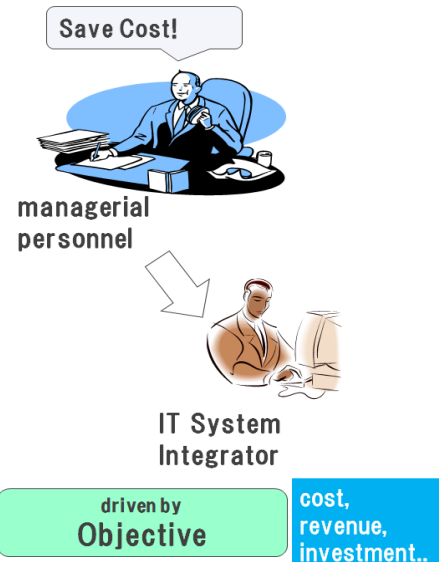 Save Cost!
managerial
personnel
IT System
Integrator
driven by
Objective
cost,
revenue,
investment..